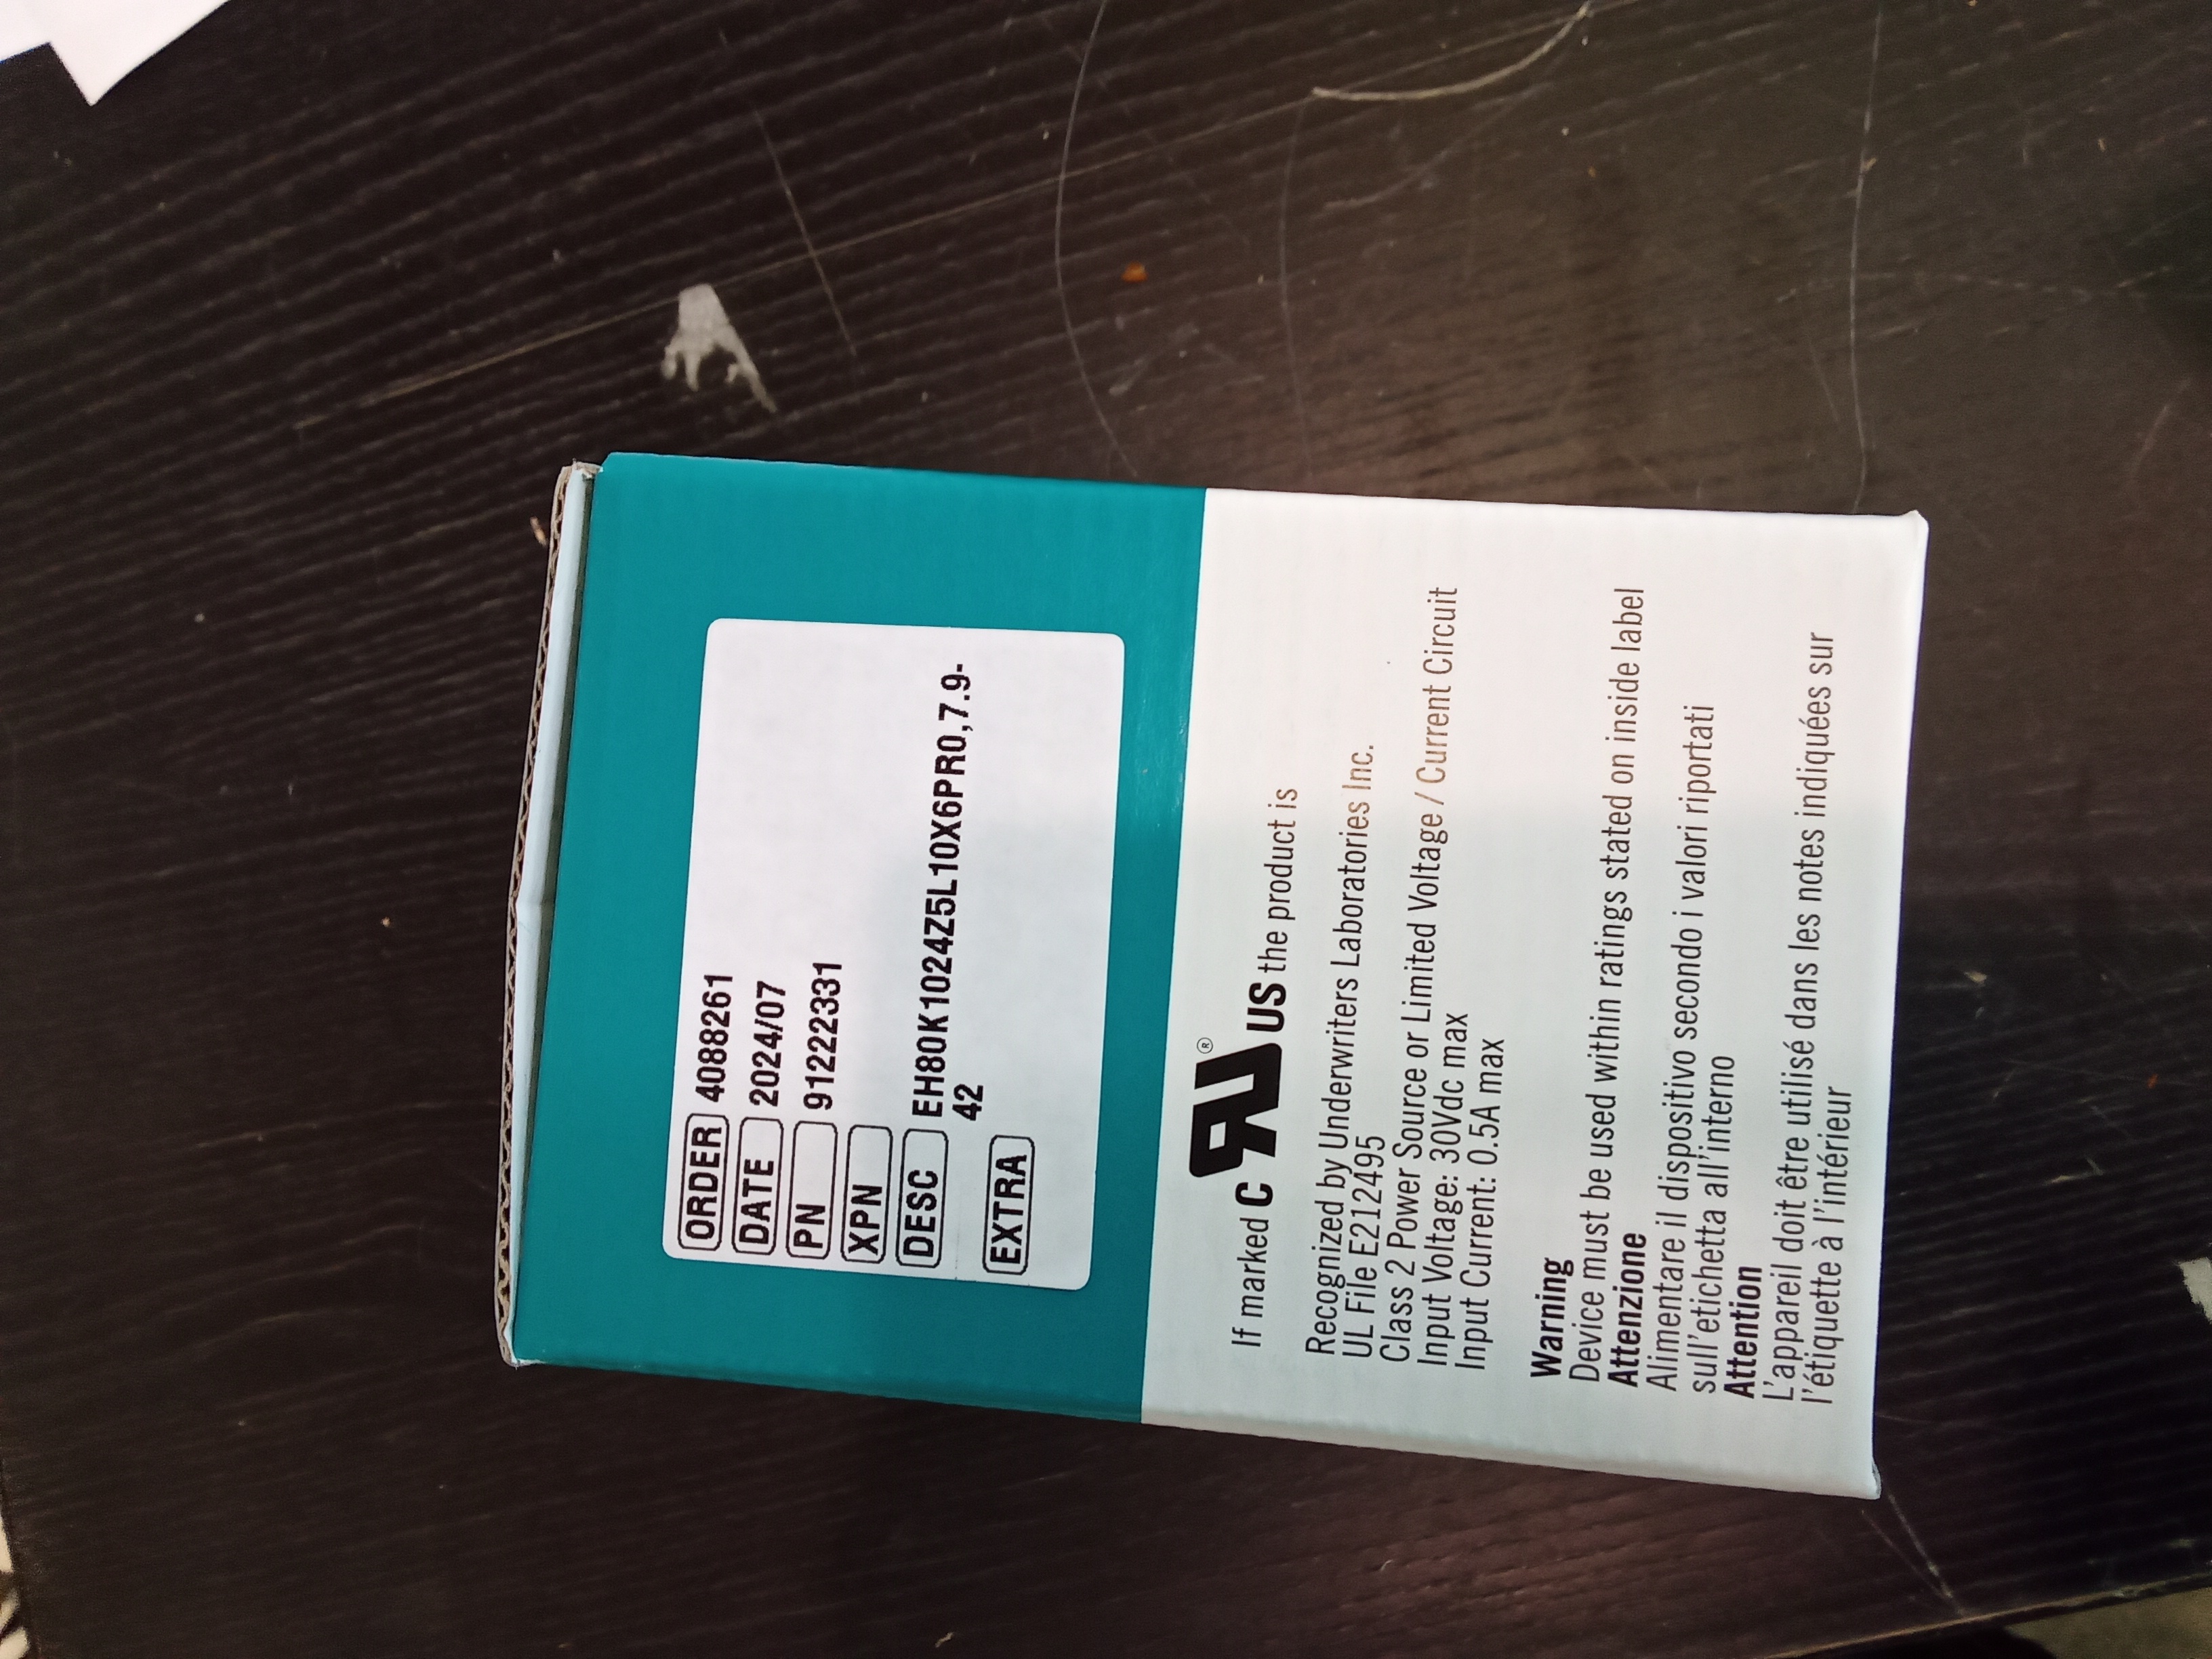 ORDER 4088261
DATE 2024/07
PN 91222331
XPN
DESC EH80K1024Z5L10X6PR0,7.9-
42
EXTRA
If marked C RU ® US the product is
Recognized by Underwriters Laboratories Inc.
UL File E212495
Class 2 Power Source or Limited Voltage / Current Circuit
Input Voltage: 30Vdc max
Input Current: 0.5A max
Warning
Device must be used within ratings stated on inside label
Attenzione
Alimentare il dispositivo secondo i valori riportati
sull'etichetta all'interno
Attention
L'appareil doit être utilisé dans les notes indiquées sur
l'étiquette à l'intérieur